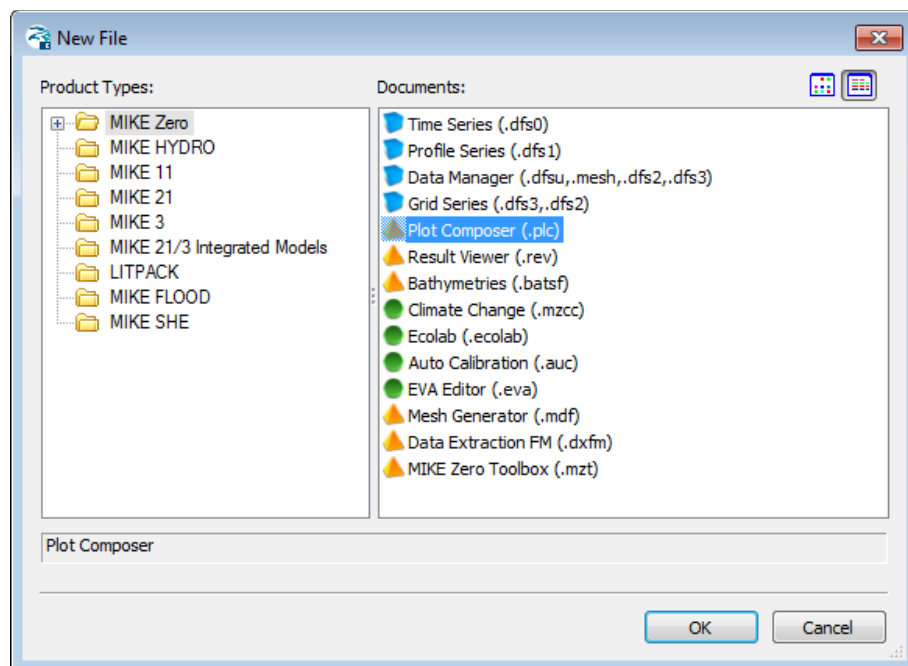 New File
Product Types:
Documents:
MIKE Zero
MIKE HYDRO
MIKE 11
MIKE 21
MIKE 3
MIKE 21/3 Integrated Models
LITPACK
MIKE FLOOD
MIKE SHE
Time Series (.dfs0)
Profile Series (.dfs1)
Data Manager (.dfsu,.mesh,.dfs2,.dfs3)
Grid Series (.dfs3,.dfs2)
Plot Composer (.plc)
Result Viewer (.rev)
Bathymetries (.batsf)
Climate Change (.mzcc)
Ecolab (.ecolab)
Auto Calibration (.auc)
EVA Editor (.eva)
Mesh Generator (.mdf)
Data Extraction FM (.dxfm)
MIKE Zero Toolbox (.mzt)
Plot Composer
OK
Cancel